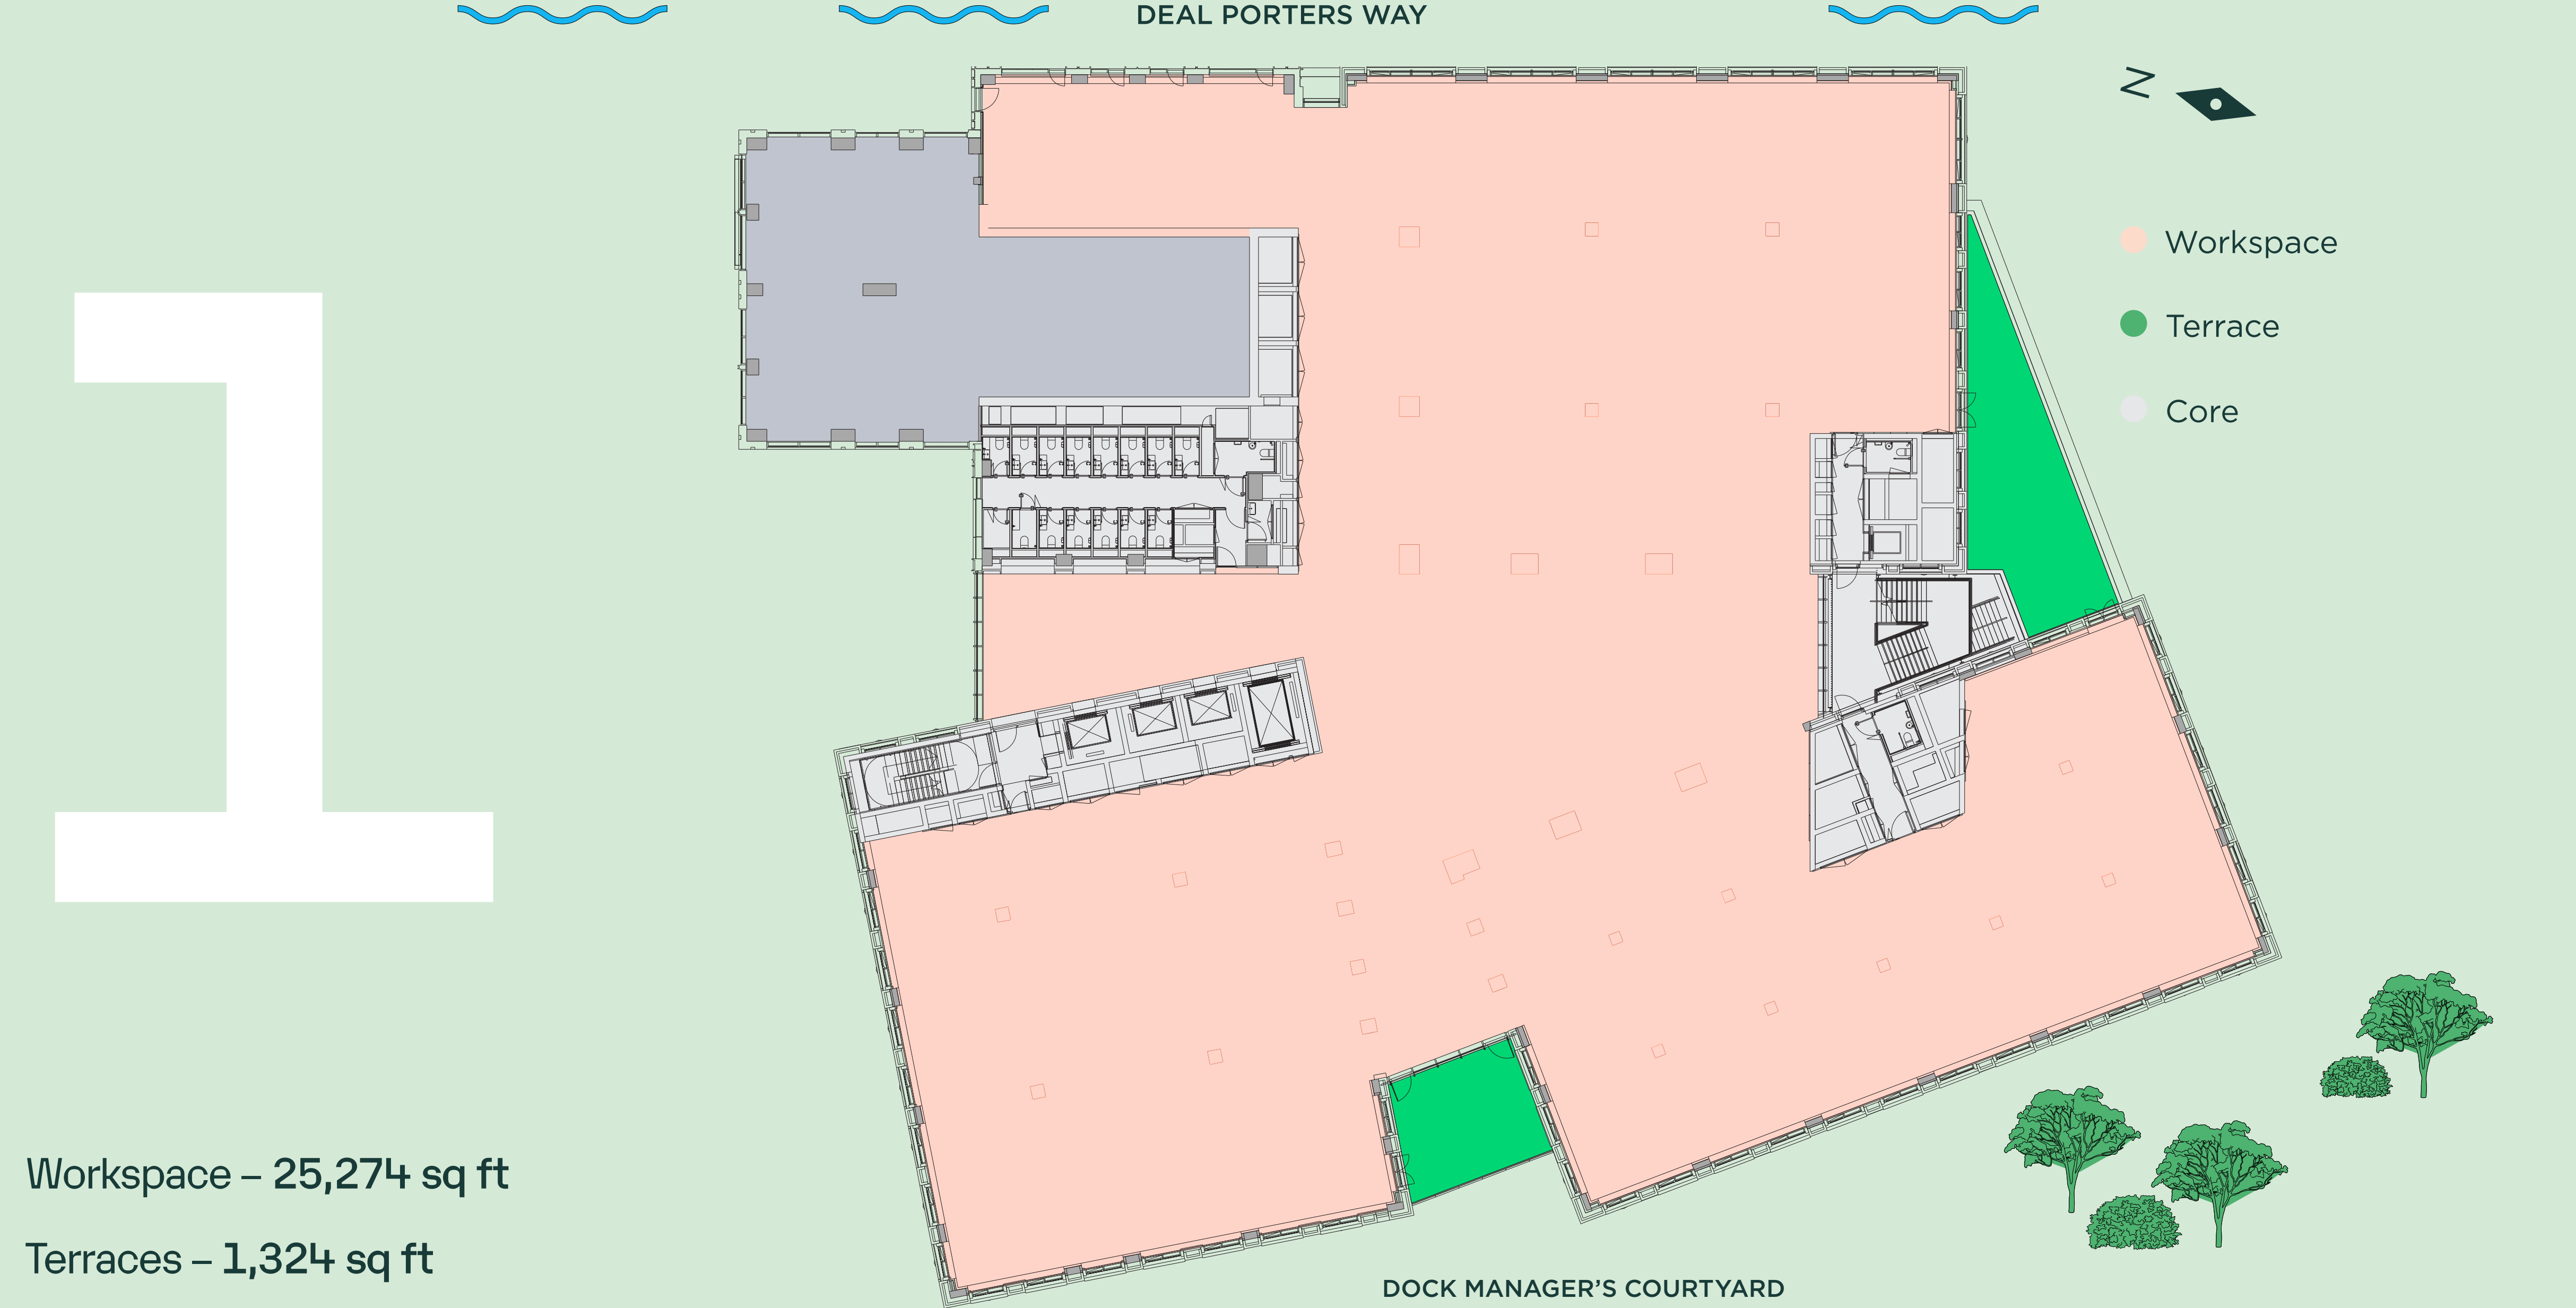 DEAL PORTERS WAY
N
Workspace
Terrace
Core
1
Workspace – 25,274 sq ft
Terraces – 1,324 sq ft
DOCK MANAGER'S COURTYARD